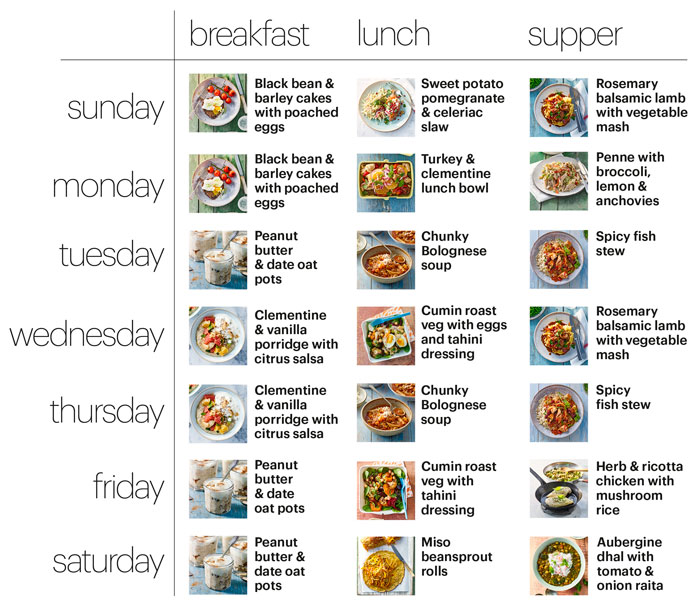 breakfast lunch supper
sunday
Black bean &
barley cakes
with poached
eggs
Sweet potato
pomegranate
& celeriac
slaw
Rosemary
balsamic lamb
with vegetable
mash
monday
Black bean &
barley cakes
with poached
eggs
Turkey &
clementine
lunch bowl
Penne with
broccoli,
lemon &
anchovies
tuesday
Peanut
butter
& date oat
pots
Chunky
Bolognese
soup
Spicy fish
stew
wednesday
Clementine
& vanilla
porridge with
citrus salsa
Cumin roast
veg with eggs
and tahini
dressing
Rosemary
balsamic lamb
with vegetable
mash
thursday
Clementine
& vanilla
porridge with
citrus salsa
Chunky
Bolognese
soup
Spicy
fish stew
friday
Peanut
butter
& date
oat pots
Cumin roast
veg with
tahini
dressing
Herb & ricotta
chicken with
mushroom
rice
saturday
Peanut
butter &
date oat
pots
Miso
beansprout
rolls
Aubergine
dhal with
tomato &
onion raita